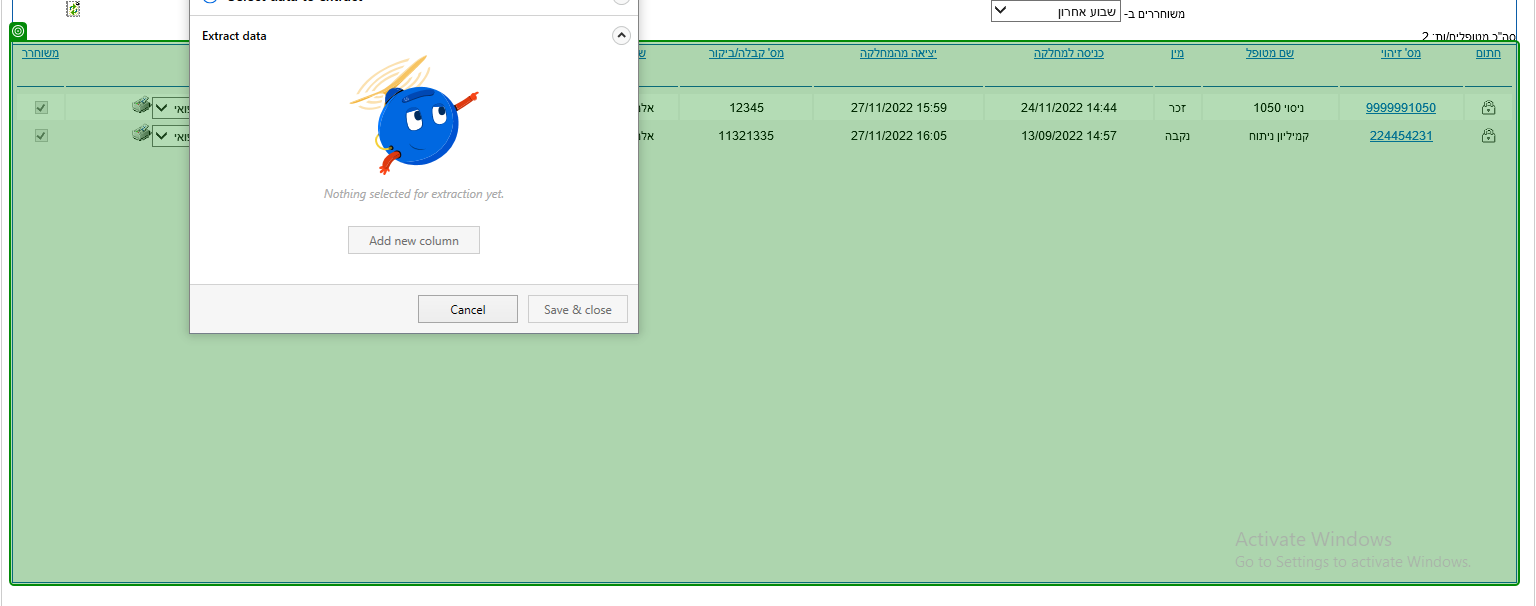 Select data to extract
משוחררים ב- שבוע אחרון
סה"כ מטופלים/ות: 2
Extract data
חתום מס' זיהוי שם מטופל מין כניסה למחלקה יציאה מהמחלקה מס' קבלה/ביקור משוחרר
9999991050 ניסוי 1050 זכר 24/11/2022 14:44 27/11/2022 15:59 12345
224454231 קמיליון ניתוח נקבה 13/09/2022 14:57 27/11/2022 16:05 11321335
Nothing selected for extraction yet.
Add new column
Cancel Save & close
Activate Windows
Go to Settings to activate Windows.